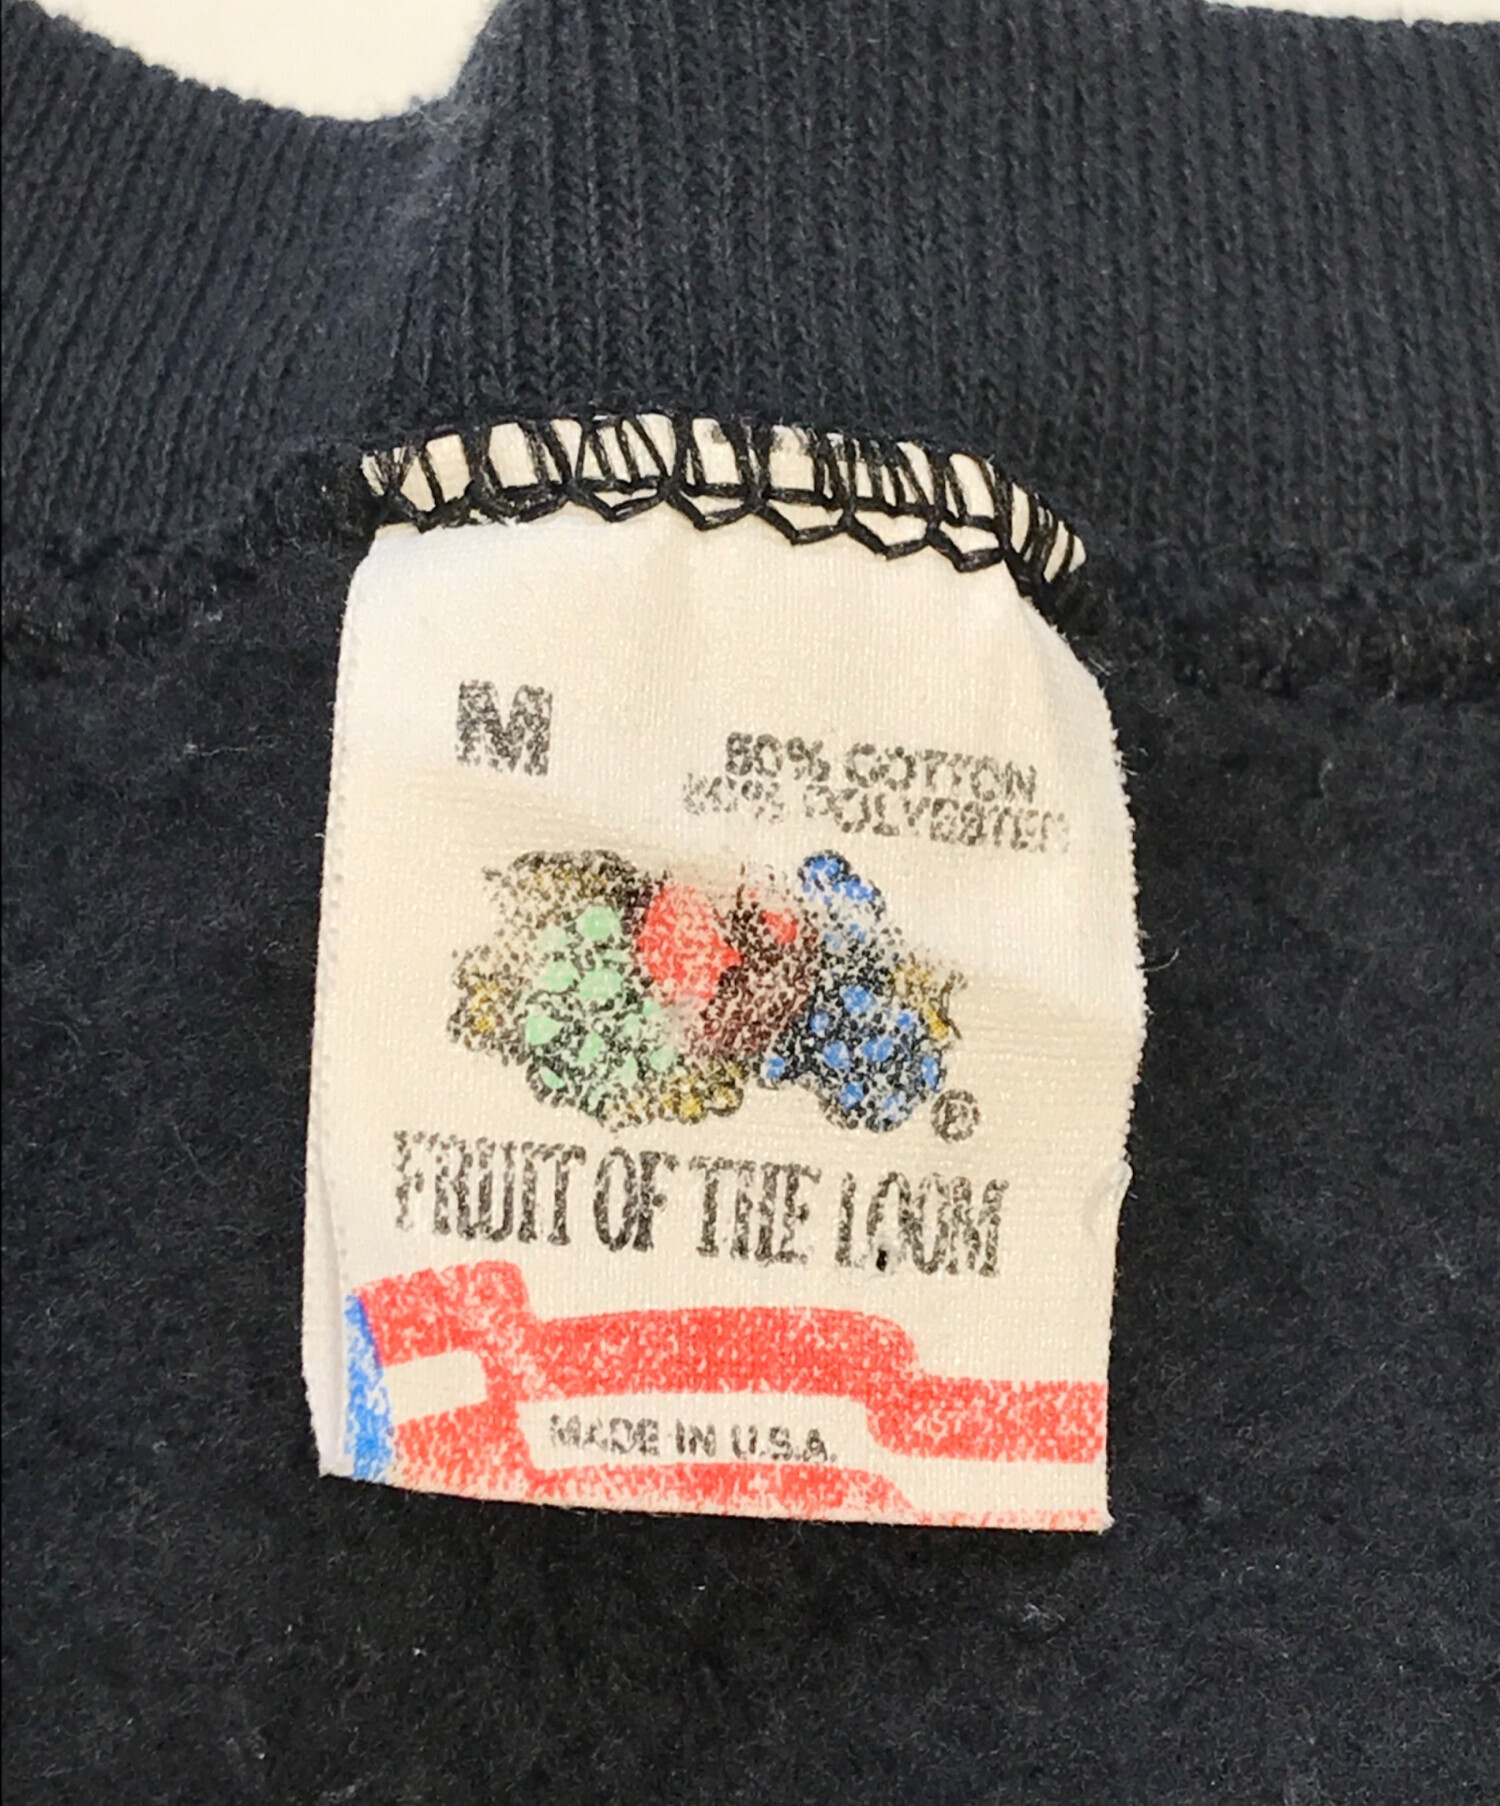 M
50% COTTON
50% POLYESTER
®
FRUIT OF THE LOOM
MADE IN U.S.A.